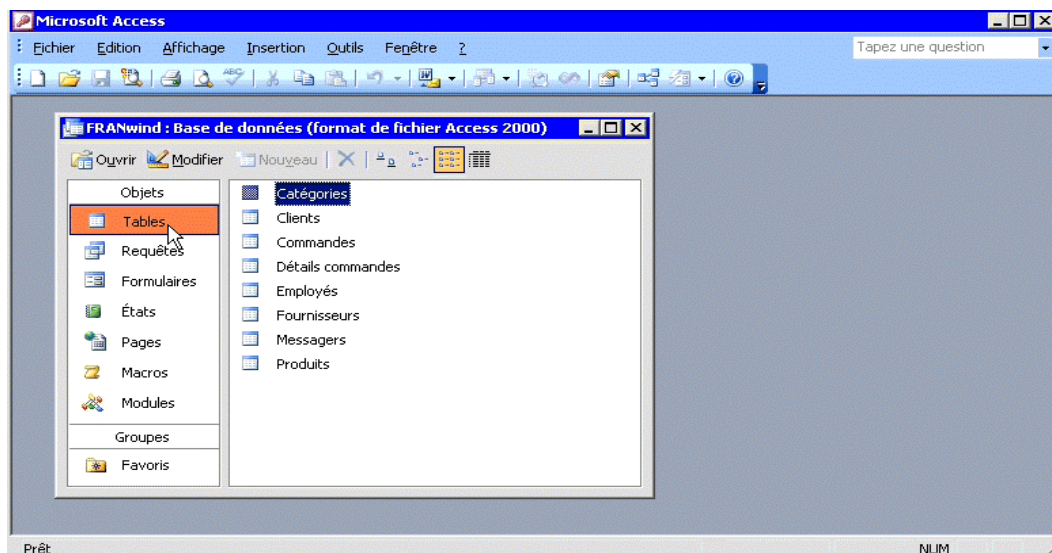 Microsoft Access
Fichier Edition Affichage Insertion Outils Fenêtre ? Tapez une question
FRANwind : Base de données (format de fichier Access 2000)
Ouvrir Modifier Nouveau
Objets
Tables
Requêtes
Formulaires
États
Pages
Macros
Modules
Groupes
Favoris
Catégories
Clients
Commandes
Détails commandes
Employés
Fournisseurs
Messagers
Produits
Prêt NUM